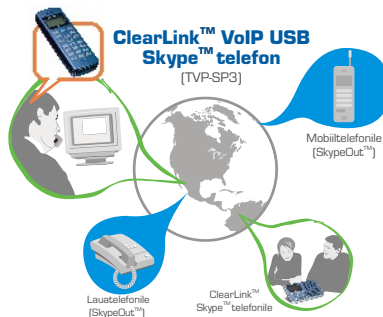 ClearLink™ VoIP USB
Skype™ telefon
(TVP-SP3)
Mobiiltelefonile
(SkypeOut™)
Lauatelefonile
(SkypeOut™)
ClearLink™
Skype™ telefonile